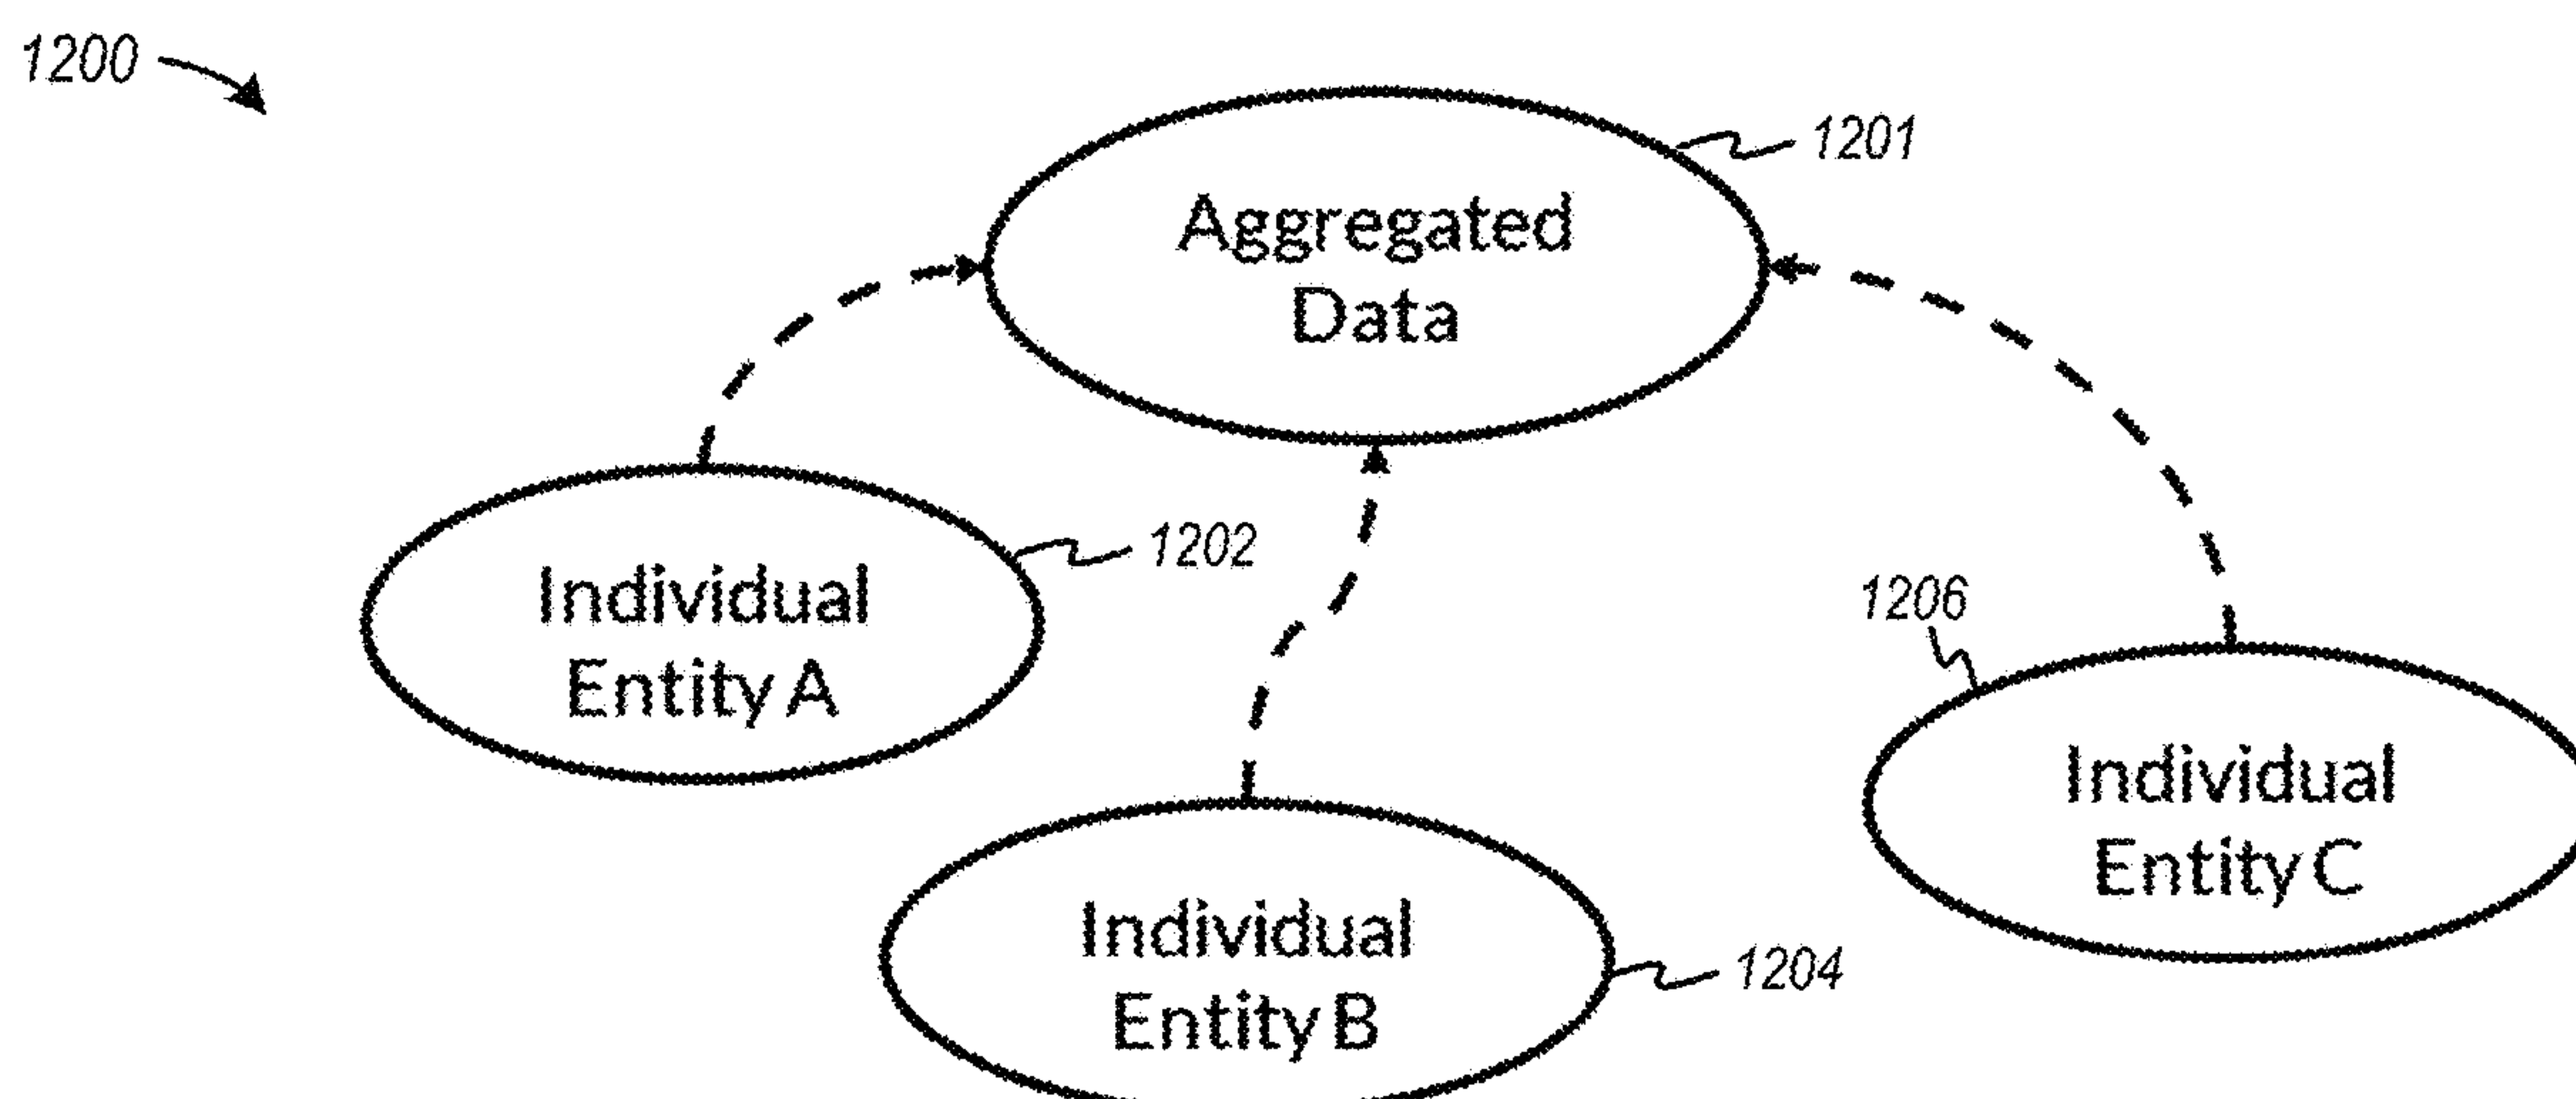 1200
1201
Aggregated
Data
1202
Individual
Entity A
1206
Individual
Entity C
Individual
Entity B
1204